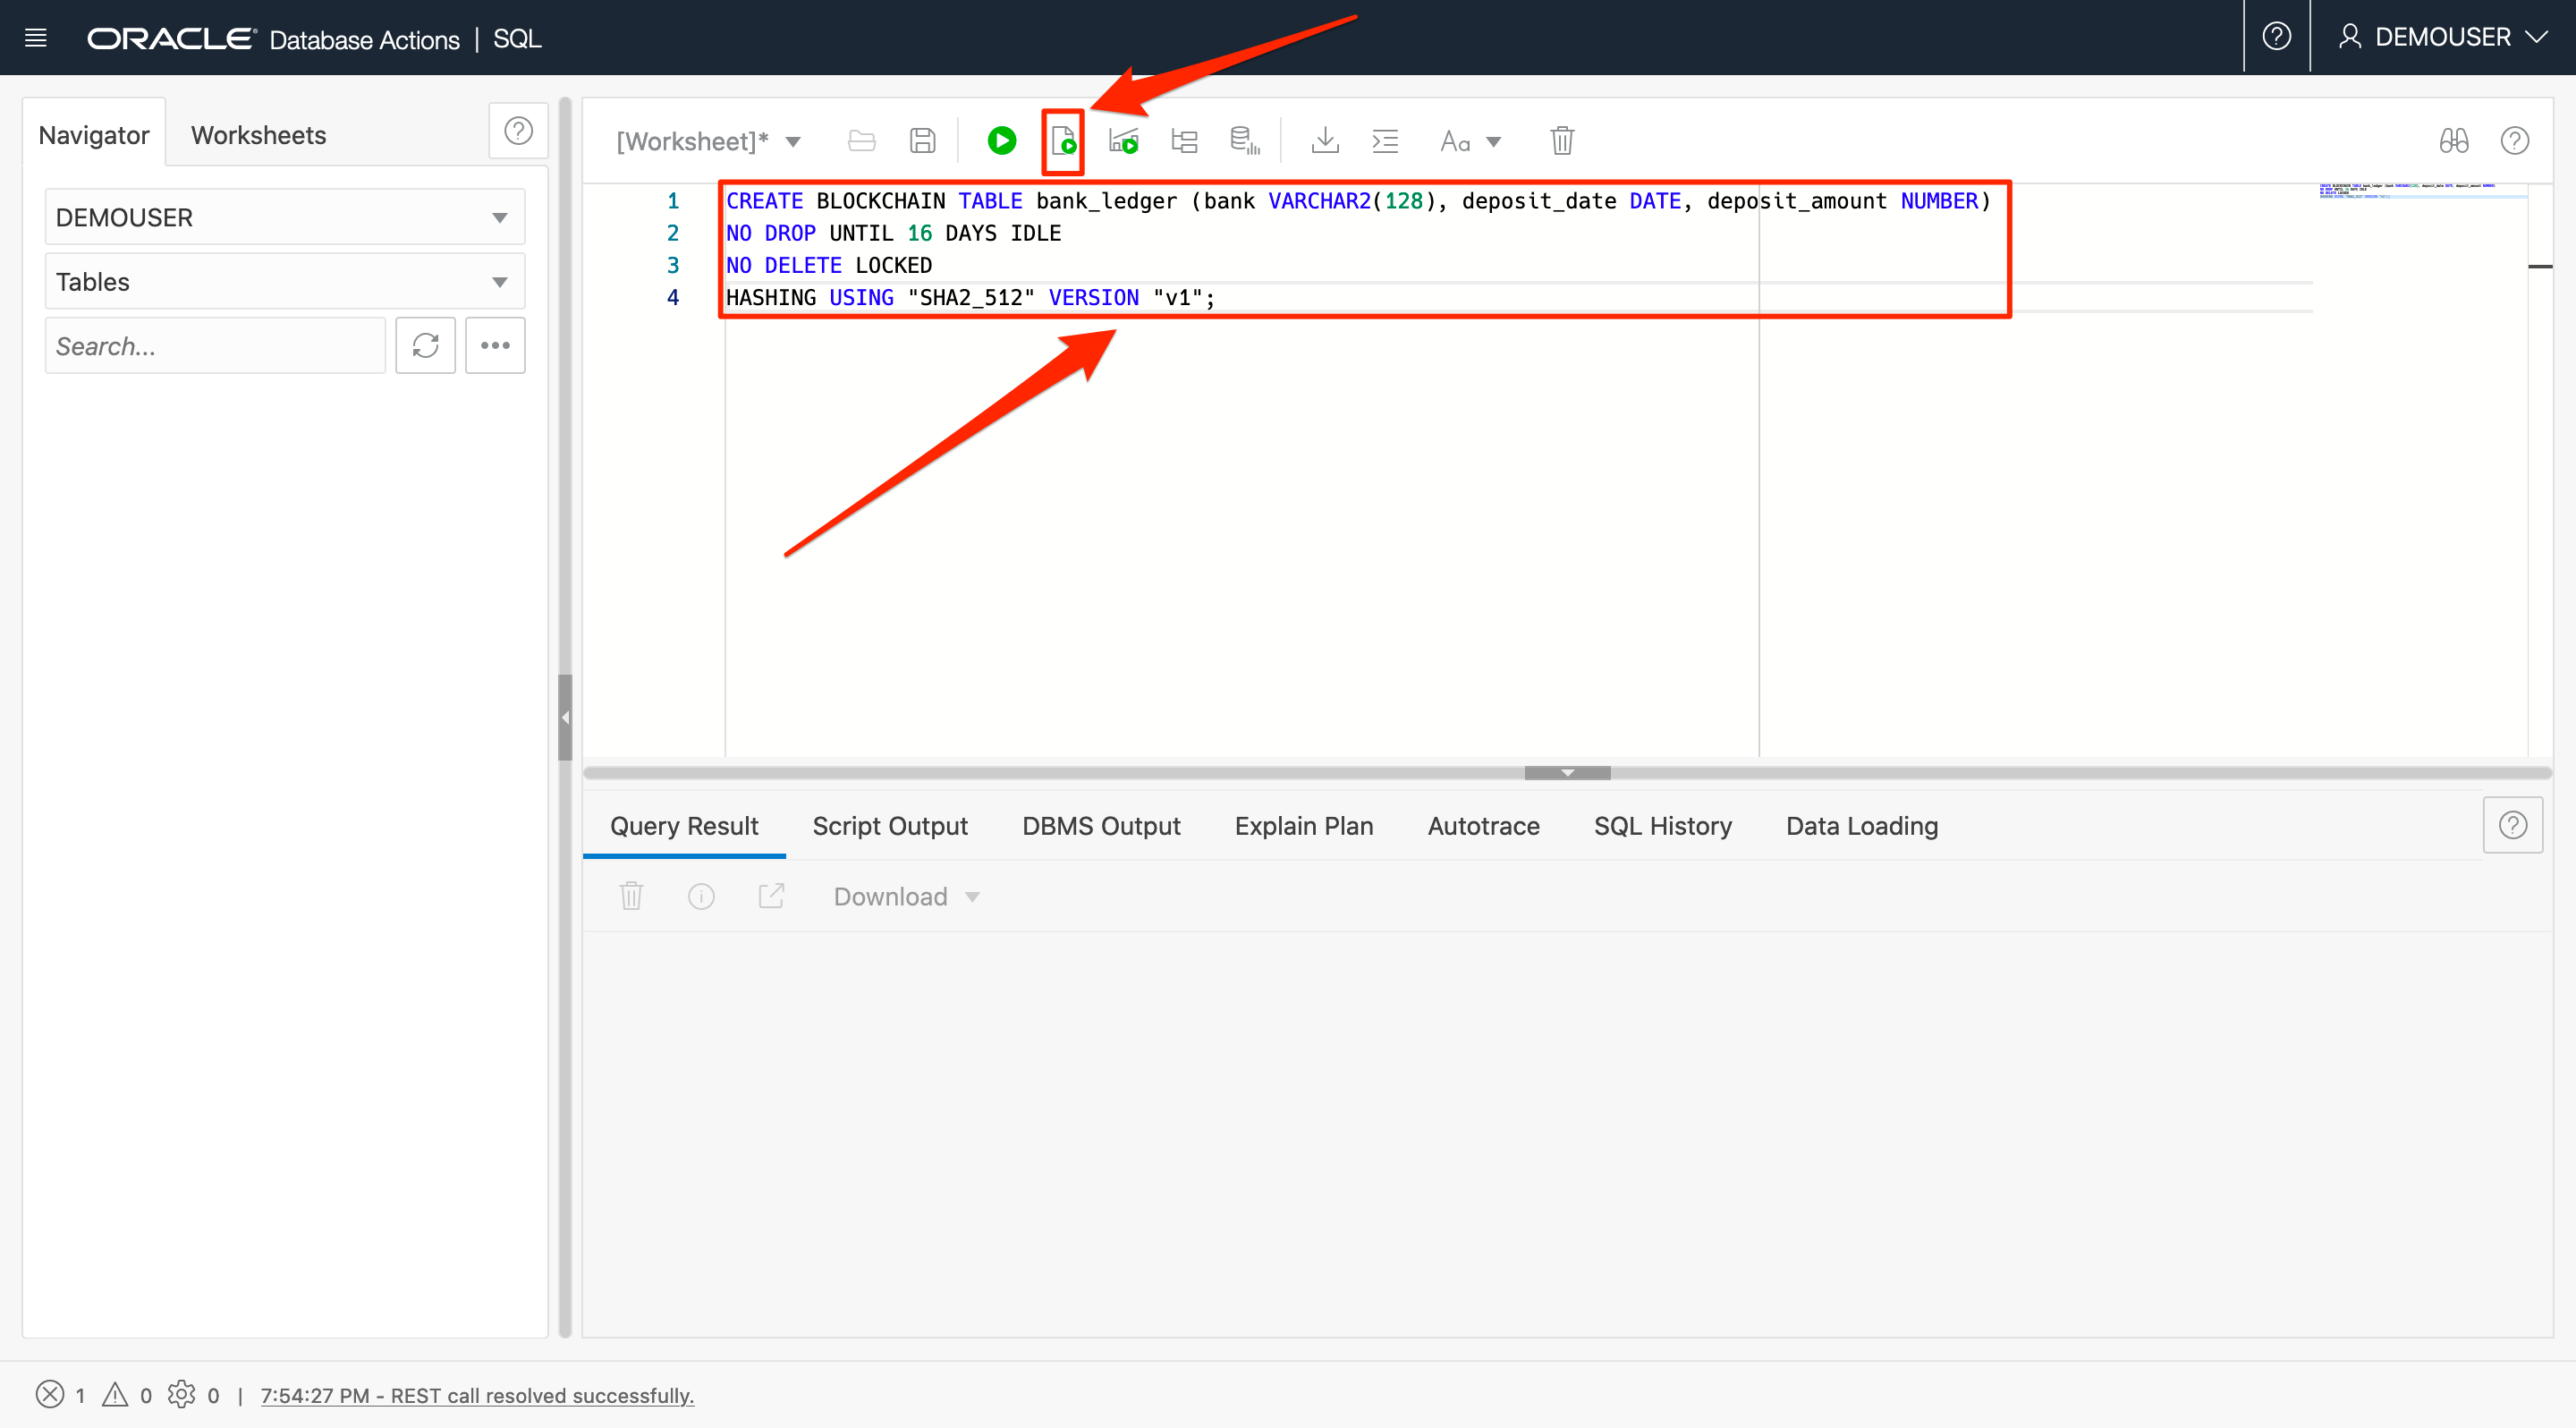 ORACLE Database Actions | SQL
DEMOUSER
Navigator
Worksheets
DEMOUSER
Tables
Search...
[Worksheet]*
Aa
1 CREATE BLOCKCHAIN TABLE bank_ledger (bank VARCHAR2(128), deposit_date DATE, deposit_amount NUMBER)
2 NO DROP UNTIL 16 DAYS IDLE
3 NO DELETE LOCKED
4 HASHING USING "SHA2_512" VERSION "v1";
Query Result
Script Output
DBMS Output
Explain Plan
Autotrace
SQL History
Data Loading
Download
1 0 0 | 7:54:27 PM - REST call resolved successfully.